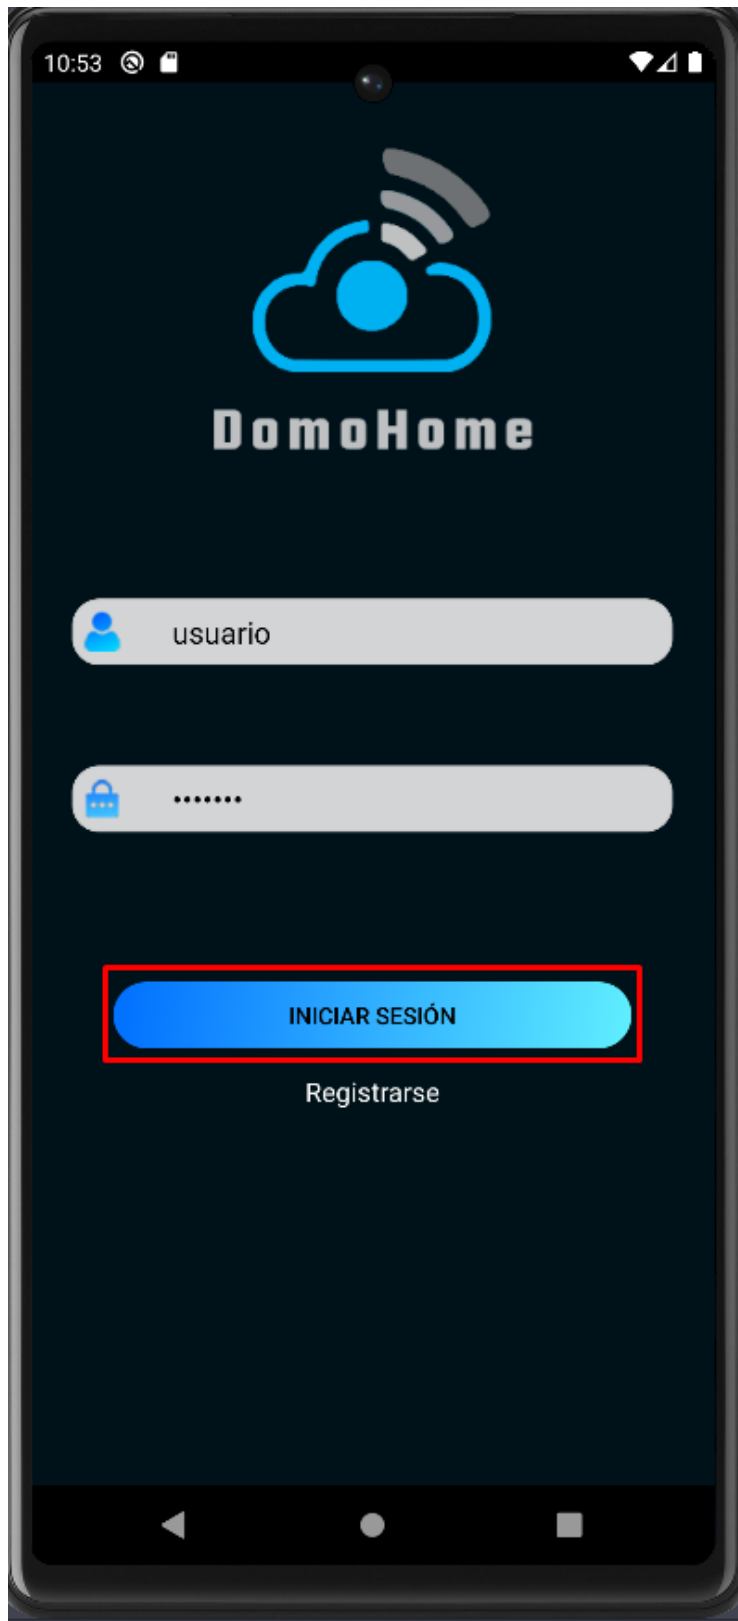 10:53
DomoHome
usuario
•••••••
INICIAR SESIÓN
Registrarse